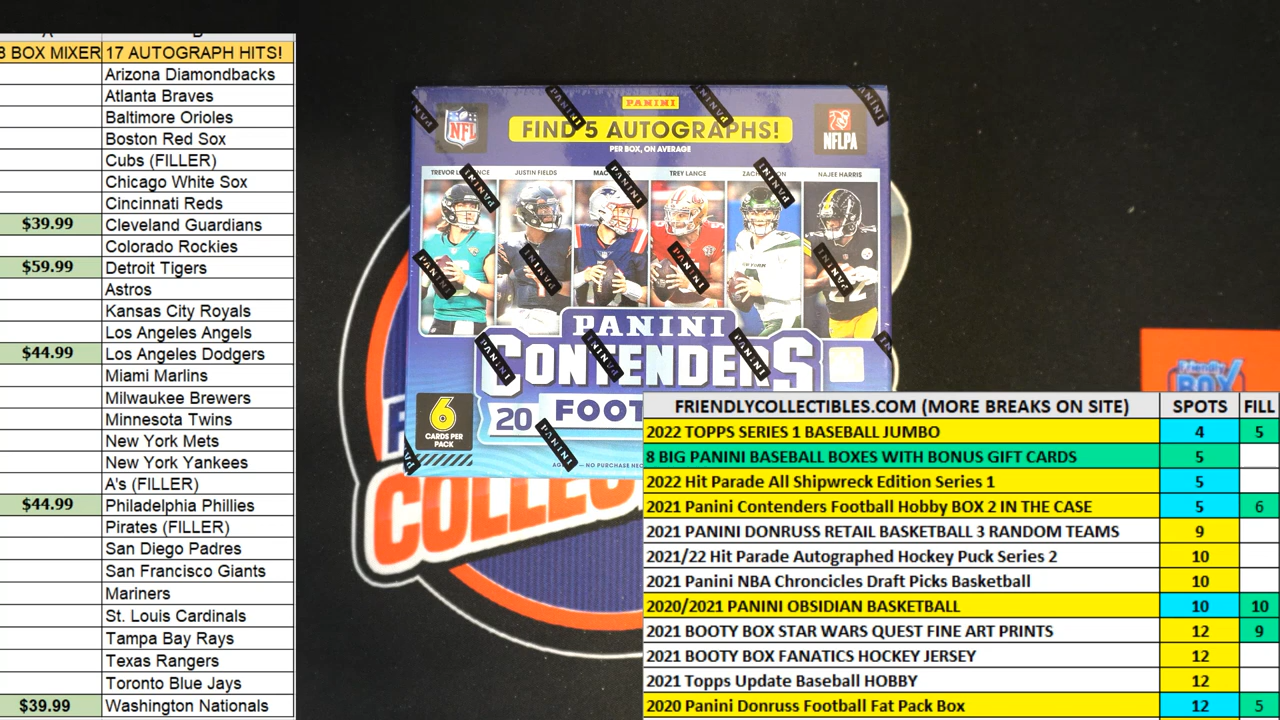 8 BOX MIXER 17 AUTOGRAPH HITS!
Arizona Diamondbacks
Atlanta Braves
Baltimore Orioles
Boston Red Sox
Cubs (FILLER)
Chicago White Sox
Cincinnati Reds
$39.99 Cleveland Guardians
Colorado Rockies
$59.99 Detroit Tigers
Astros
Kansas City Royals
Los Angeles Angels
$44.99 Los Angeles Dodgers
Miami Marlins
Milwaukee Brewers
Minnesota Twins
New York Mets
New York Yankees
A's (FILLER)
$44.99 Philadelphia Phillies
Pirates (FILLER)
San Diego Padres
San Francisco Giants
Mariners
St. Louis Cardinals
Tampa Bay Rays
Texas Rangers
Toronto Blue Jays
$39.99 Washington Nationals
PANINI
NFL
FIND 5 AUTOGRAPHS!
PER BOX, ON AVERAGE
NFLPA
JUSTIN FIELDS
TREY LANCE
NAJEE HARRIS
PANINI
CONTENDERS
20 FOOT
6
CARDS PER
PACK
COLLEC
Friendly
BOX
FRIENDLYCOLLECTIBLES.COM (MORE BREAKS ON SITE) SPOTS FILL
2022 TOPPS SERIES 1 BASEBALL JUMBO 4 5
8 BIG PANINI BASEBALL BOXES WITH BONUS GIFT CARDS 5
2022 Hit Parade All Shipwreck Edition Series 1 5
2021 Panini Contenders Football Hobby BOX 2 IN THE CASE 5 6
2021 PANINI DONRUSS RETAIL BASKETBALL 3 RANDOM TEAMS 9
2021/22 Hit Parade Autographed Hockey Puck Series 2 10
2021 Panini NBA Chroncicles Draft Picks Basketball 10
2020/2021 PANINI OBSIDIAN BASKETBALL 10 10
2021 BOOTY BOX STAR WARS QUEST FINE ART PRINTS 12 9
2021 BOOTY BOX FANATICS HOCKEY JERSEY 12
2021 Topps Update Baseball HOBBY 12
2020 Panini Donruss Football Fat Pack Box 12 5